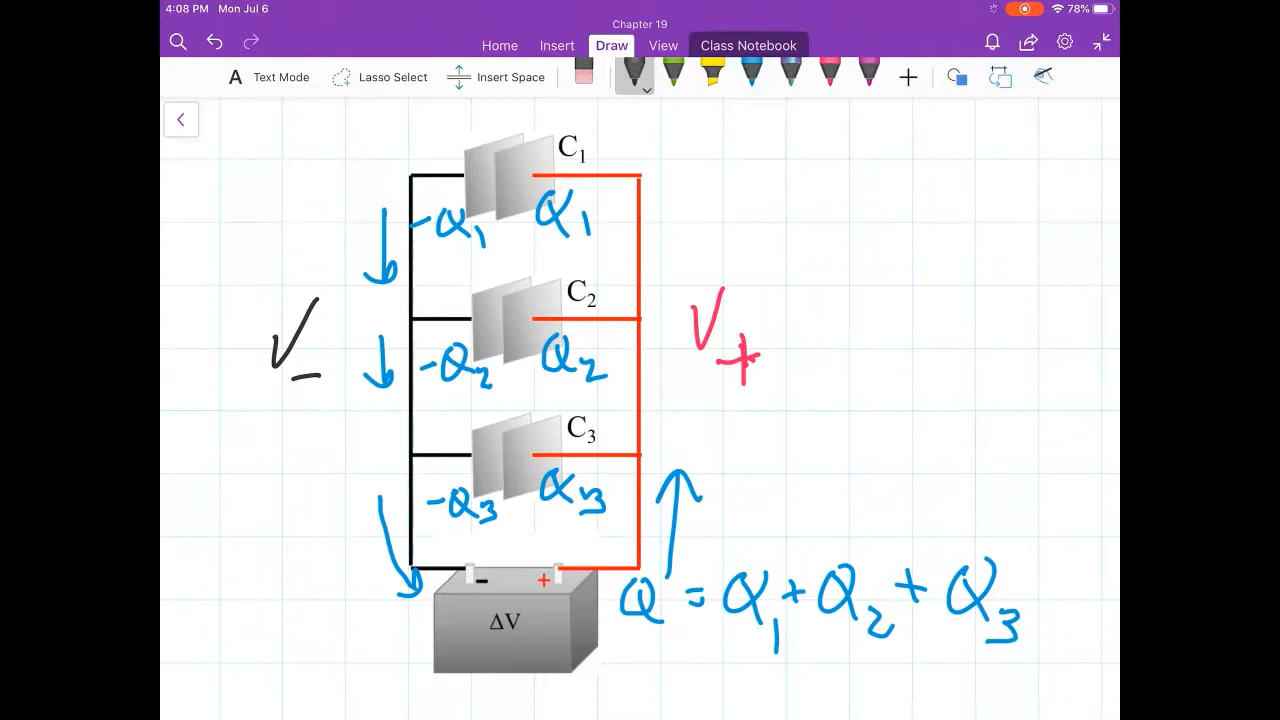 4:08 PM Mon Jul 6
78%
Chapter 19
Home Insert Draw View Class Notebook
A Text Mode Lasso Select Insert Space
C₁
-Q₁ Q₁
C₂
V₋ V₊
-Q₂ Q₂
C₃
-Q₃ Q₃
- +
ΔV
Q = Q₁ + Q₂ + Q₃